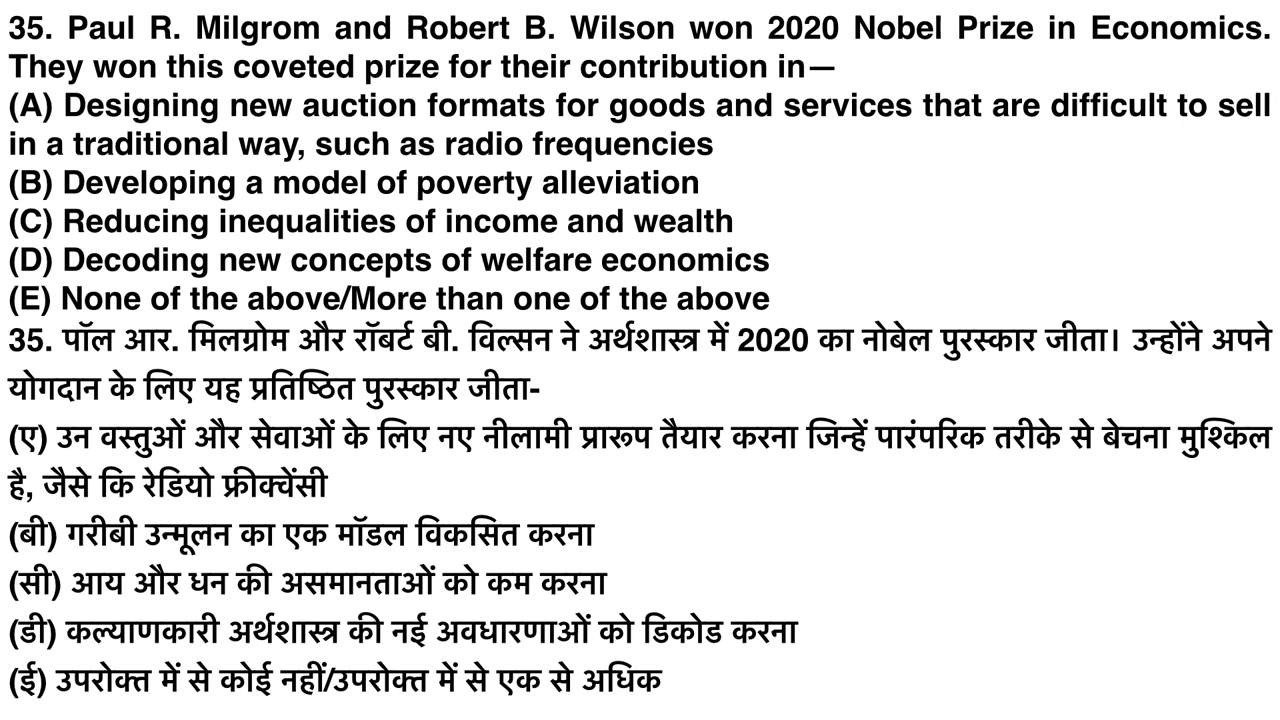 35. Paul R. Milgrom and Robert B. Wilson won 2020 Nobel Prize in Economics.
They won this coveted prize for their contribution in—
(A) Designing new auction formats for goods and services that are difficult to sell
in a traditional way, such as radio frequencies
(B) Developing a model of poverty alleviation
(C) Reducing inequalities of income and wealth
(D) Decoding new concepts of welfare economics
(E) None of the above/More than one of the above
35. पॉल आर. मिलग्रोम और रॉबर्ट बी. विल्सन ने अर्थशास्त्र में 2020 का नोबेल पुरस्कार जीता। उन्होंने अपने
योगदान के लिए यह प्रतिष्ठित पुरस्कार जीता-
(ए) उन वस्तुओं और सेवाओं के लिए नए नीलामी प्रारूप तैयार करना जिन्हें पारंपरिक तरीके से बेचना मुश्किल
है, जैसे कि रेडियो फ्रीक्वेंसी
(बी) गरीबी उन्मूलन का एक मॉडल विकसित करना
(सी) आय और धन की असमानताओं को कम करना
(डी) कल्याणकारी अर्थशास्त्र की नई अवधारणाओं को डिकोड करना
(ई) उपरोक्त में से कोई नहीं/उपरोक्त में से एक से अधिक